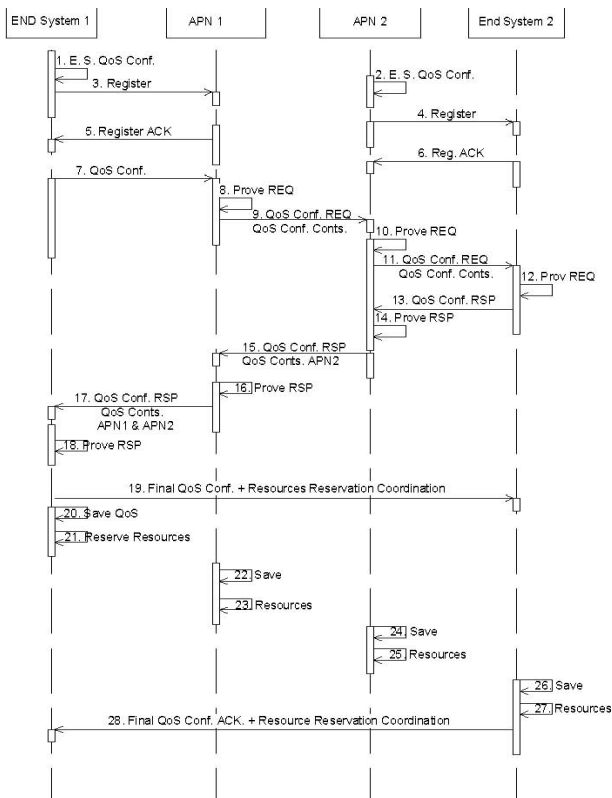 END System 1
APN 1
APN 2
End System 2
1. E. S. QoS Conf.
2. E. S. QoS Conf.
3. Register
4. Register
5. Register ACK
6. Reg. ACK
7. QoS Conf.
8. Prove REQ
9. QoS Conf. REQ
QoS Conf. Conts.
10. Prove REQ
11. QoS Conf. REQ
QoS Conf. Conts.
12. Prov REQ
13. QoS Conf. RSP
14. Prove RSP
15. QoS Conf. RSP
QoS Conts. APN2
16. Prove RSP
17. QoS Conf. RSP
QoS Conts.
APN1 & APN2
18. Prove RSP
19. Final QoS Conf. + Resources Reservation Coordination
20. Save QoS
21. Reserve Resources
22. Save
23. Resources
24. Save
25. Resources
26. Save
27. Resources
28. Final QoS Conf. ACK. + Resource Reservation Coordination